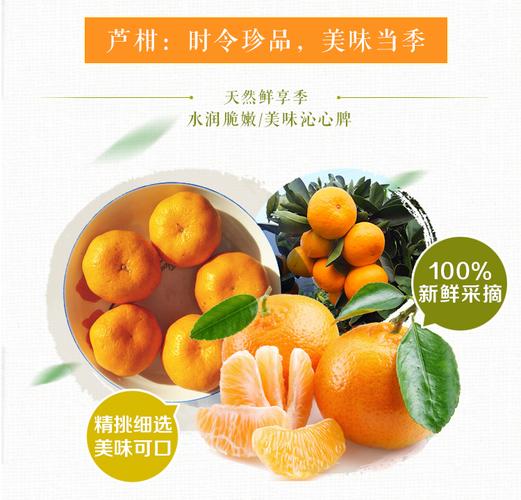 芦柑：时令珍品，美味当季
天然鲜享季
水润脆嫩/美味沁心脾
100%
新鲜采摘
精挑细选
美味可口